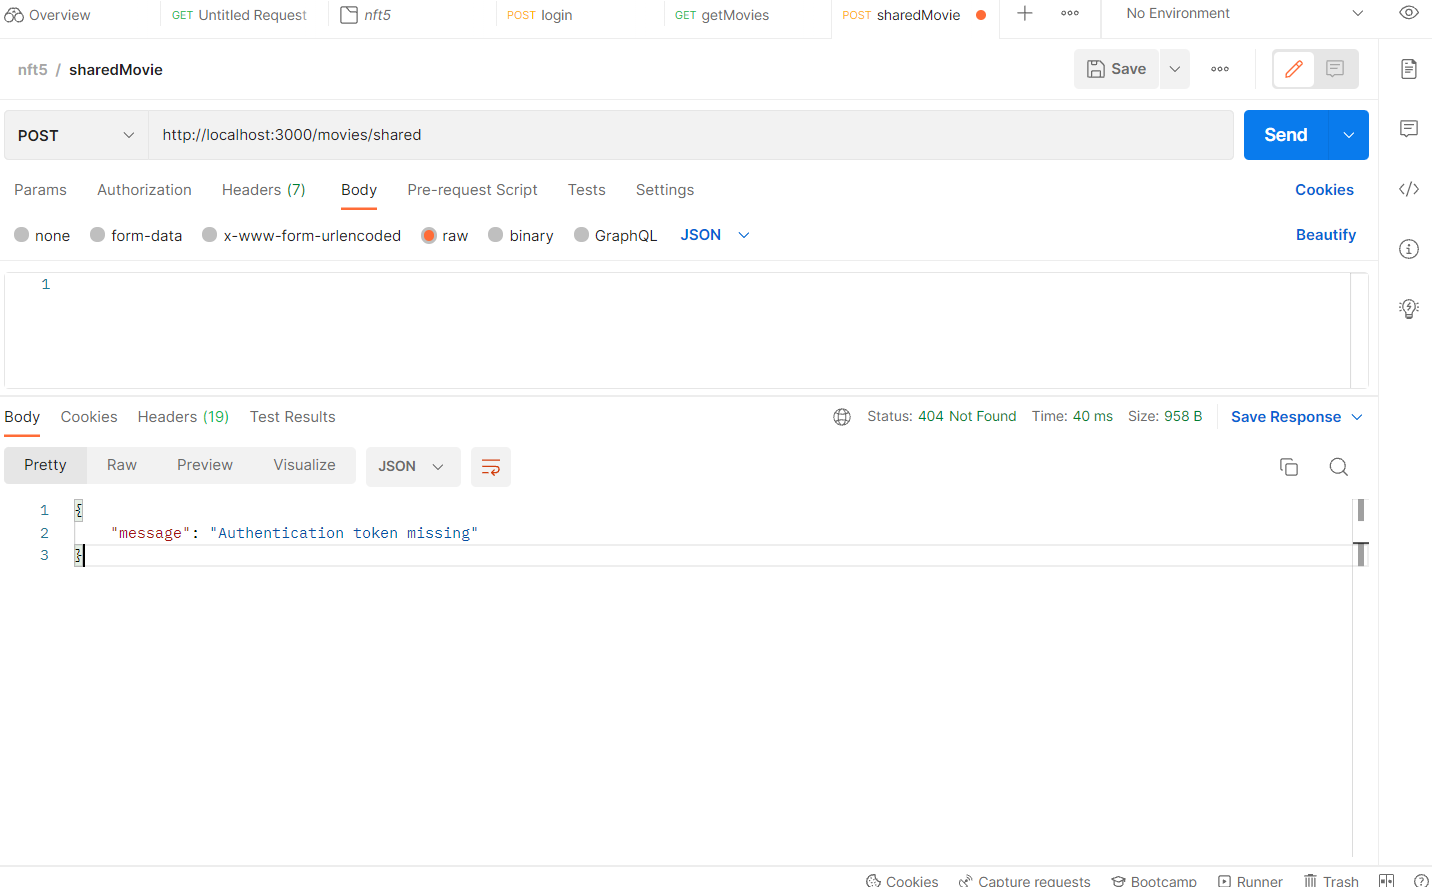 Overview GET Untitled Request nft5 POST login GET getMovies POST sharedMovie No Environment
nft5 / sharedMovie Save
POST http://localhost:3000/movies/shared Send
Params Authorization Headers (7) Body Pre-request Script Tests Settings Cookies
none form-data x-www-form-urlencoded raw binary GraphQL JSON Beautify
1
Body Cookies Headers (19) Test Results Status: 404 Not Found Time: 40 ms Size: 958 B Save Response
Pretty Raw Preview Visualize JSON
1 {
2 "message": "Authentication token missing"
3 }
Cookies Capture requests Bootcamp Runner Trash